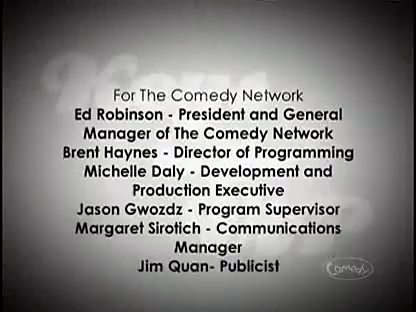 For The Comedy Network
Ed Robinson - President and General
Manager of The Comedy Network
Brent Haynes - Director of Programming
Michelle Daly - Development and
Production Executive
Jason Gwozdz - Program Supervisor
Margaret Sirotich - Communications
Manager
Jim Quan- Publicist
Comedy